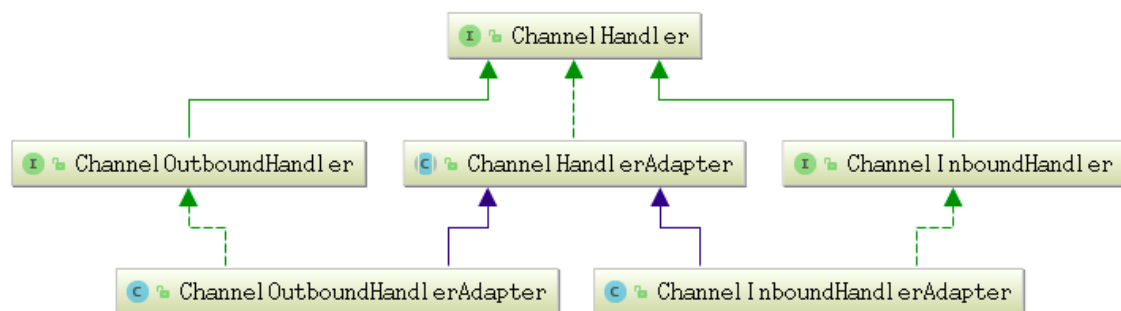 I ChannelHandler
I ChannelOutboundHandler
C ChannelHandlerAdapter
I ChannelInboundHandler
C ChannelOutboundHandlerAdapter
C ChannelInboundHandlerAdapter